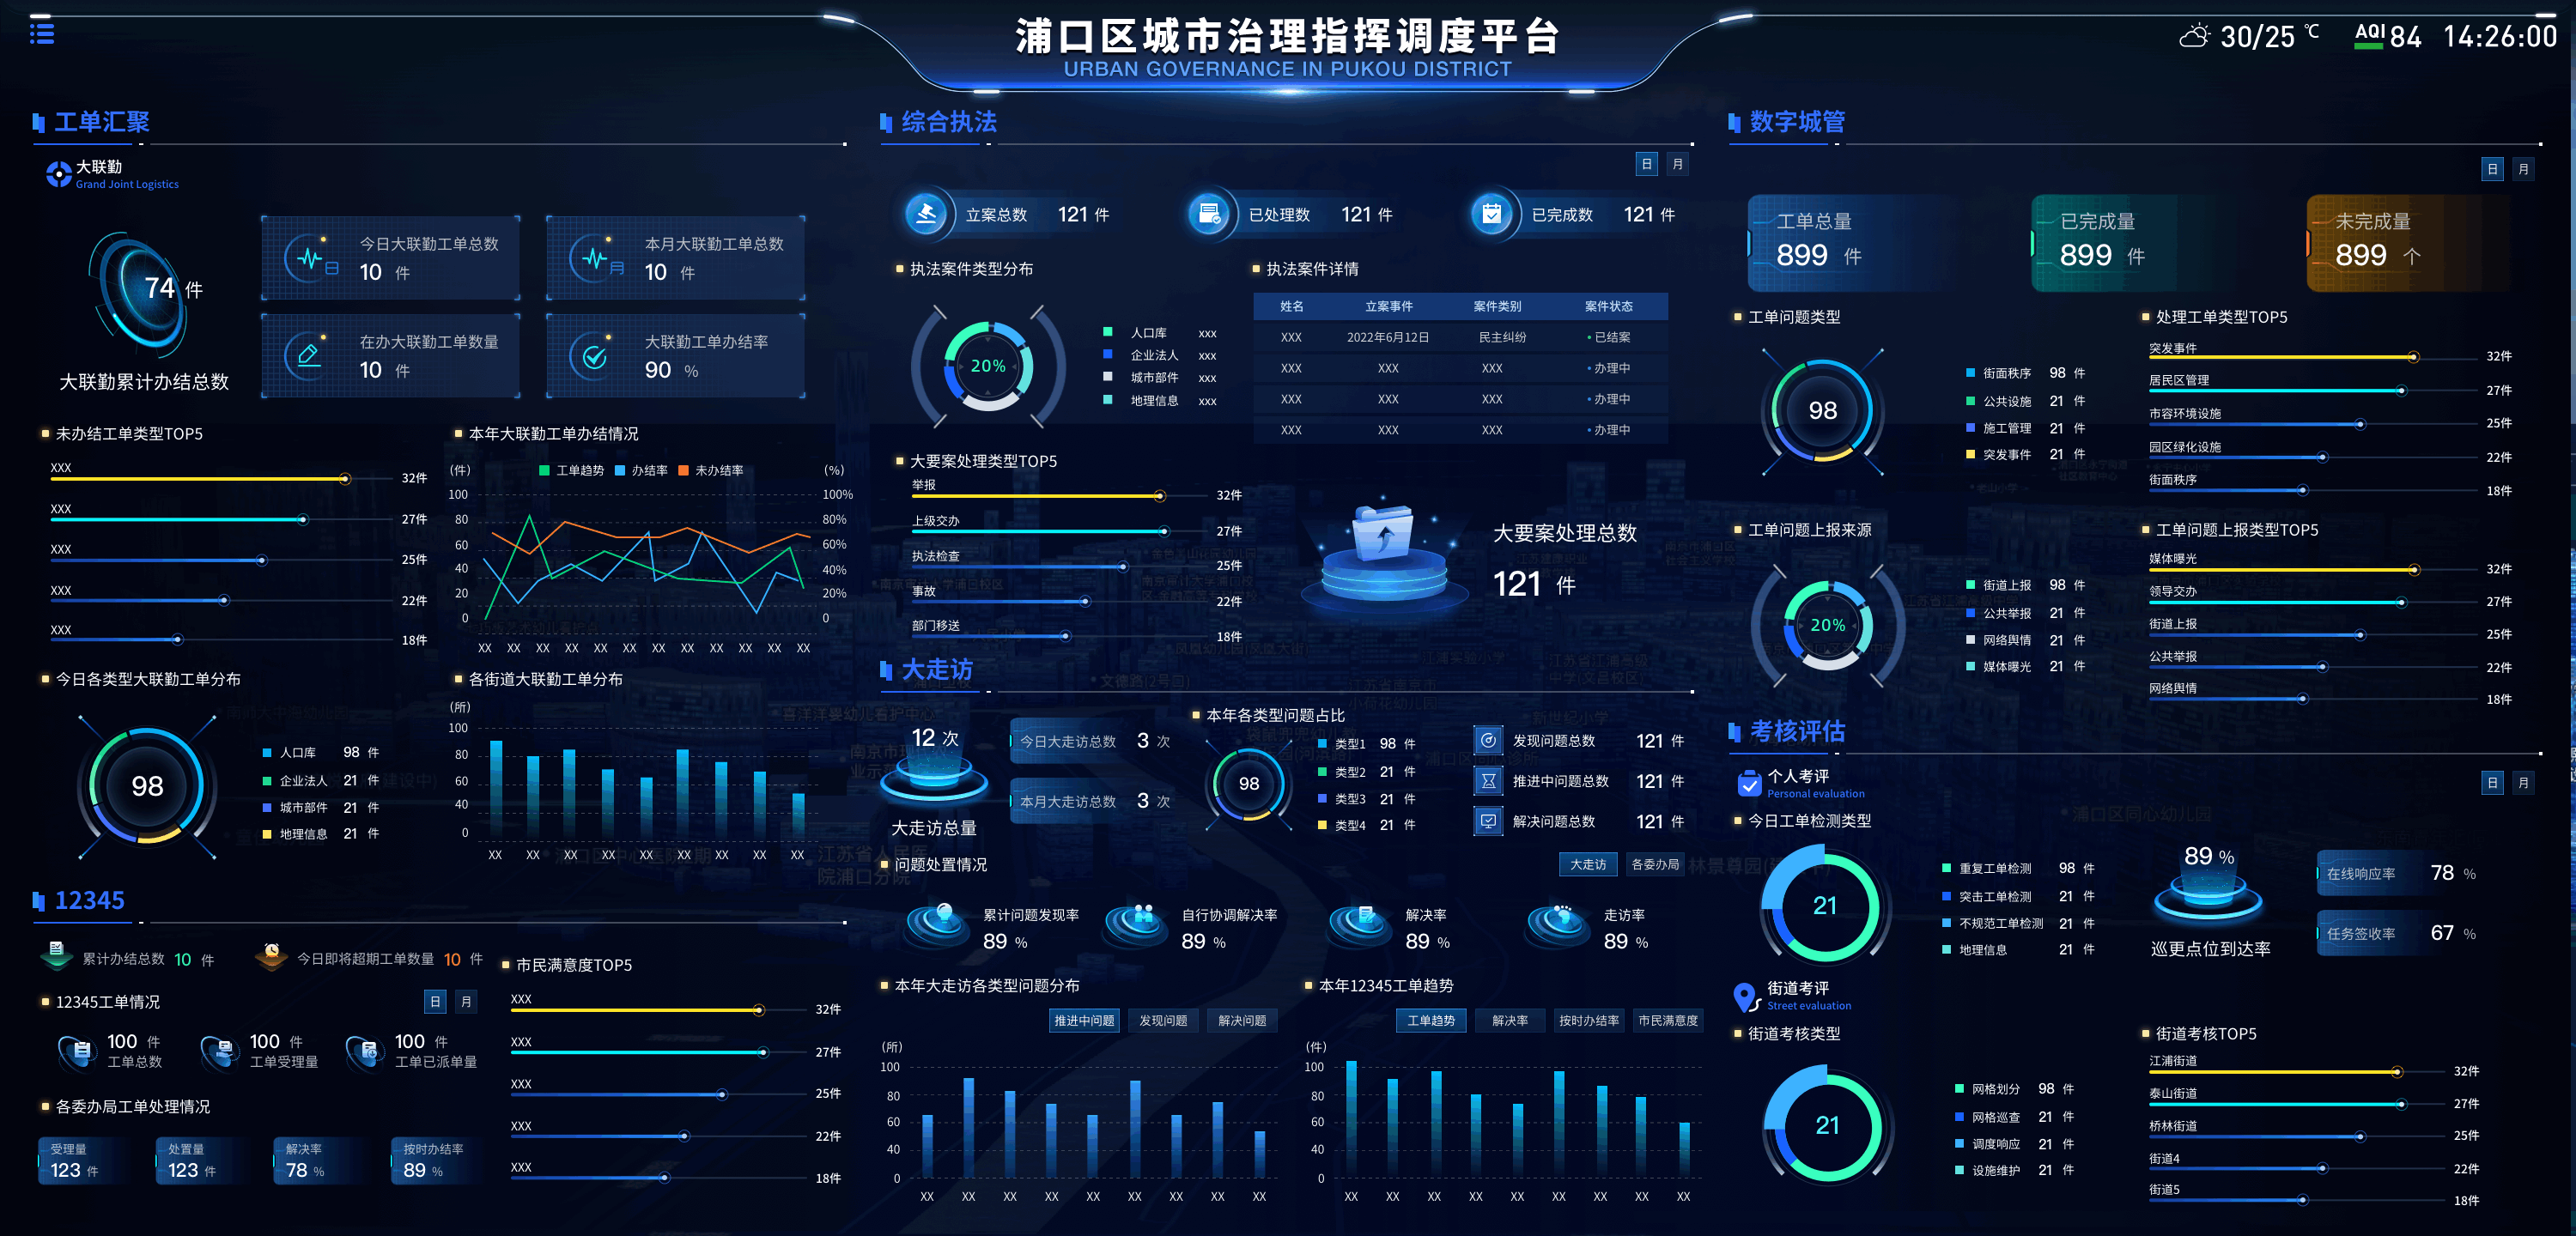 浦口区城市治理指挥调度平台
URBAN GOVERNANCE IN PUKOU DISTRICT
30/25 ℃ AQI 84 14:26:00
工单汇聚
大联勤
Grand Joint Logistics
74 件
大联勤累计办结总数
今日大联勤工单总数
10 件
本月大联勤工单总数
10 件
在办大联勤工单数量
10 件
大联勤工单办结率
90 %
未办结工单类型TOP5
XXX 32件
XXX 27件
XXX 25件
XXX 22件
XXX 18件
本年大联勤工单办结情况
(件) 工单趋势 办结率 未办结率 (%)
100 100%
80 80%
60 60%
40 40%
20 20%
0 0
XX XX XX XX XX XX XX XX XX XX XX XX
今日各类型大联勤工单分布
98
人口库 98 件
企业法人 21 件
城市部件 21 件
地理信息 21 件
各街道大联勤工单分布
(所)
100
80
60
40
0
XX XX XX XX XX XX XX XX XX
12345
累计办结总数 10 件
今日即将超期工单数量 10 件
12345工单情况
日 月
100 件
工单总数
100 件
工单受理量
100 件
工单已派单量
各委办局工单处理情况
受理量
123 件
处置量
123 件
解决率
78 %
按时办结率
89 %
市民满意度TOP5
XXX 32件
XXX 27件
XXX 25件
XXX 22件
XXX 18件
综合执法
日 月
立案总数 121 件
已处理数 121 件
已完成数 121 件
执法案件类型分布
20%
人口库 xxx
企业法人 xxx
城市部件 xxx
地理信息 xxx
执法案件详情
姓名 立案事件 案件类别 案件状态
XXX 2022年6月12日 民主纠纷 已结案
XXX XXX XXX 办理中
XXX XXX XXX 办理中
XXX XXX XXX 办理中
大要案处理类型TOP5
举报 32件
上级交办 27件
执法检查 25件
事故 22件
部门移送 18件
大要案处理总数
121 件
大走访
12 次
大走访总量
今日大走访总数 3 次
本月大走访总数 3 次
本年各类型问题占比
98
类型1 98 件
类型2 21 件
类型3 21 件
类型4 21 件
发现问题总数 121 件
推进中问题总数 121 件
解决问题总数 121 件
问题处置情况
大走访 各委办局
累计问题发现率
89 %
自行协调解决率
89 %
解决率
89 %
走访率
89 %
本年大走访各类型问题分布
推进中问题 发现问题 解决问题
(所)
100
80
60
40
0
XX XX XX XX XX XX XX XX XX
本年12345工单趋势
工单趋势 解决率 按时办结率 市民满意度
(件)
100
80
60
40
0
XX XX XX XX XX XX XX XX XX
数字城管
日 月
工单总量
899 件
已完成量
899 件
未完成量
899 个
工单问题类型
98
街面秩序 98 件
公共设施 21 件
施工管理 21 件
突发事件 21 件
处理工单类型TOP5
突发事件 32件
居民区管理 27件
市容环境设施 25件
园区绿化设施 22件
街面秩序 18件
工单问题上报来源
20%
街道上报 98 件
公共举报 21 件
网络舆情 21 件
媒体曝光 21 件
工单问题上报类型TOP5
媒体曝光 32件
领导交办 27件
街道上报 25件
公共举报 22件
网络舆情 18件
考核评估
个人考评
Personal evaluation
日 月
今日工单检测类型
21
重复工单检测 98 件
突击工单检测 21 件
不规范工单检测 21 件
地理信息 21 件
89 %
巡更点位到达率
在线响应率 78 %
任务签收率 67 %
街道考评
Street evaluation
街道考核类型
21
网格划分 98 件
网格巡查 21 件
调度响应 21 件
设施维护 21 件
街道考核TOP5
江浦街道 32件
泰山街道 27件
桥林街道 25件
街道4 22件
街道5 18件